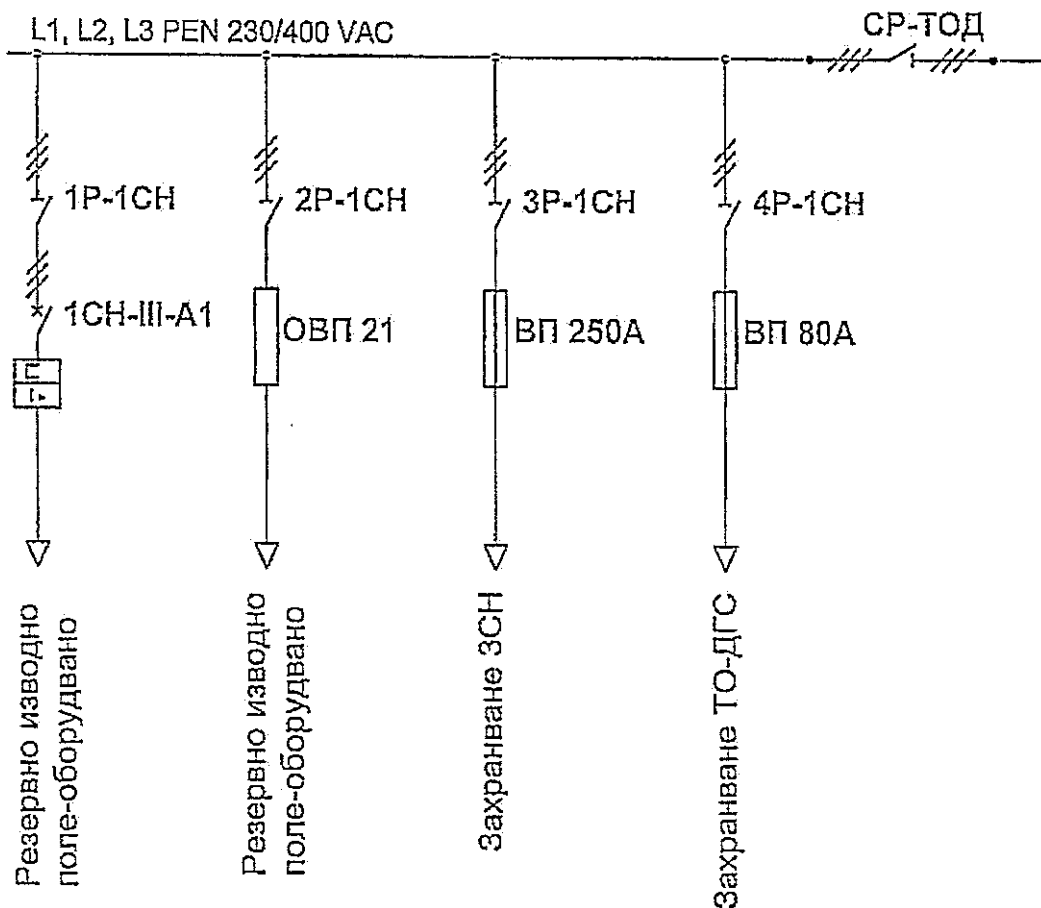 L1, L2, L3 PEN 230/400 VAC
СР-ТОД
1Р-1СН
2Р-1СН
3Р-1СН
4Р-1СН
1СН-III-А1
ОВП 21
ВП 250А
ВП 80А
Резервно изводно
поле-оборудвано
Резервно изводно
поле-оборудвано
Захранване 3СН
Захранване ТО-ДГС